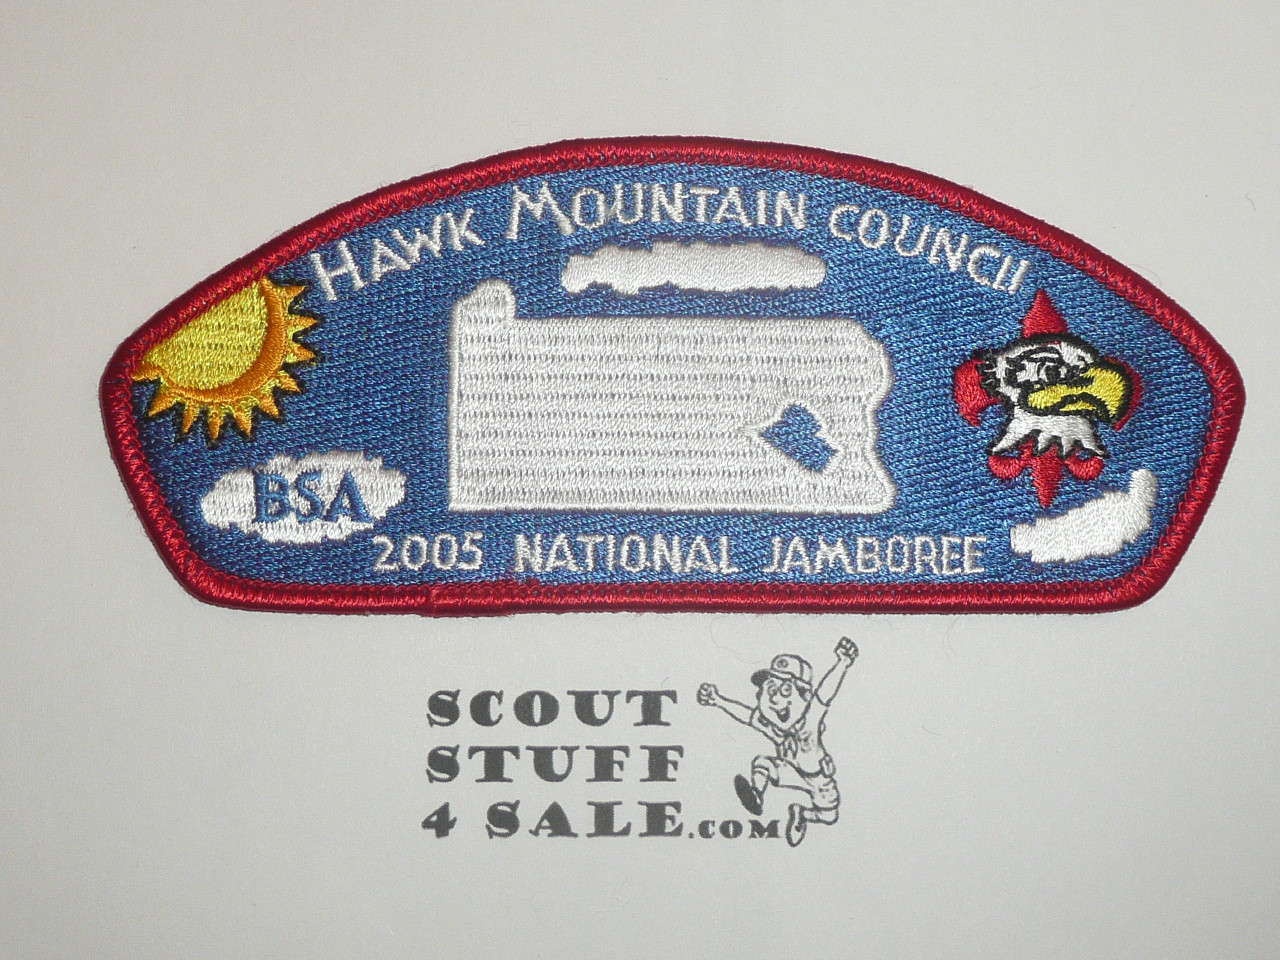 HAWK MOUNTAIN COUNCIL
BSA
2005 NATIONAL JAMBOREE
SCOUT
STUFF
4 SALE.COM